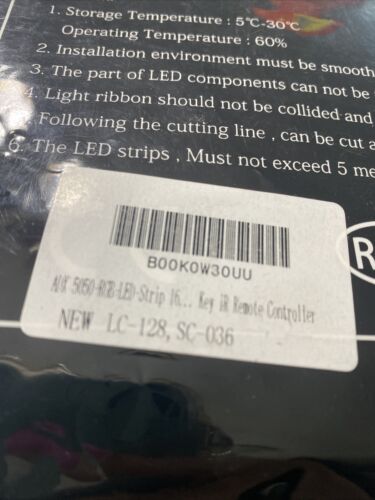 1. Storage Temperature : 5℃-30℃
Operating Temperature : 60%
2. Installation environment must be smooth
3. The part of LED components can not be
4. Light ribbon should not be collided and
.Following the cutting line , can be cut a
6. The LED strips , Must not exceed 5 me
R
B00K0W30UU
5050-RGB-LED-Strip 16... Key iR Remote Controller
NEW LC-128, SC-036